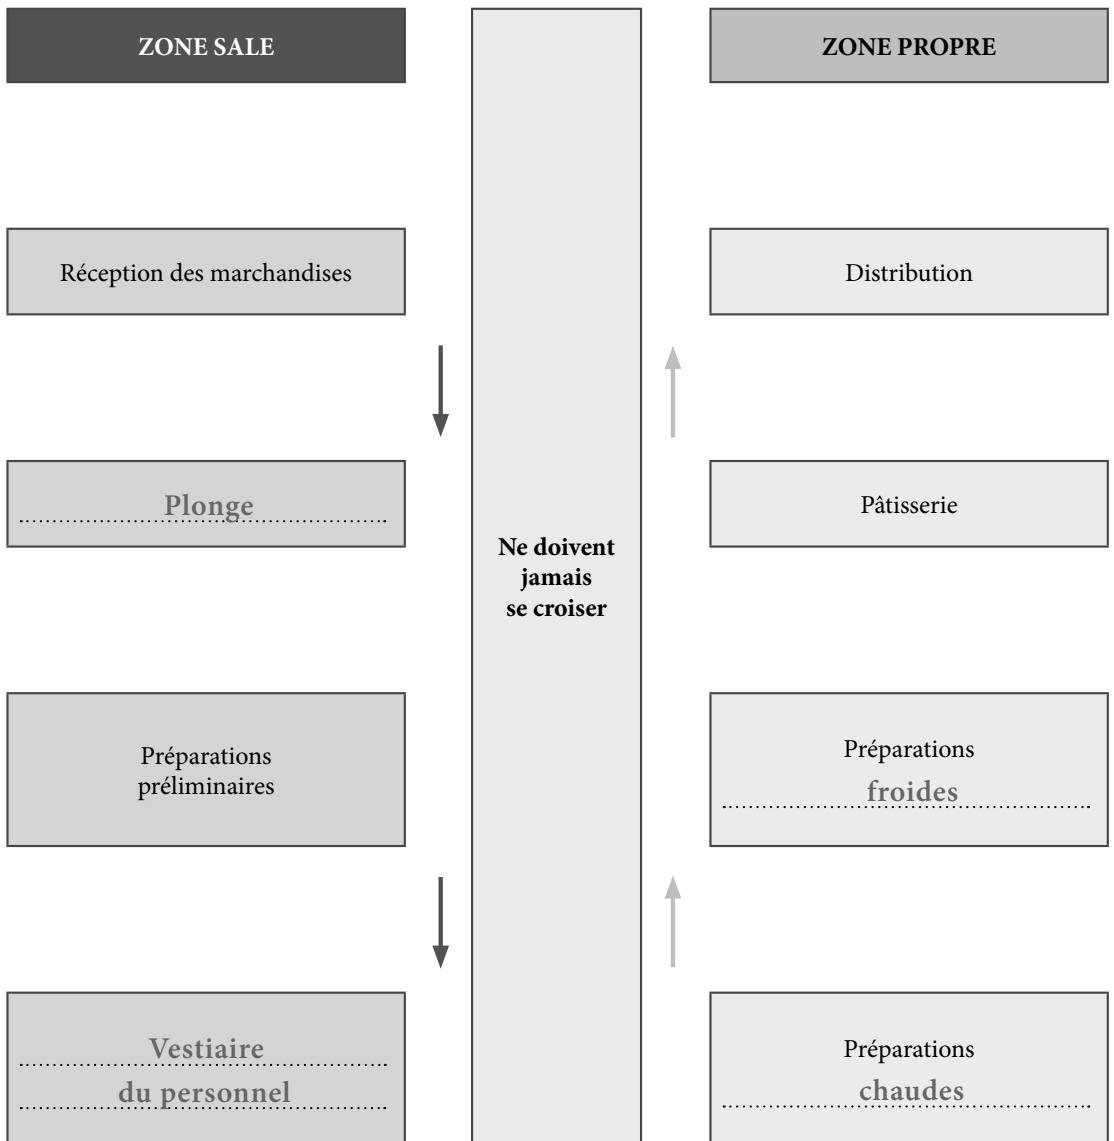 ZONE SALE
ZONE PROPRE
Réception des marchandises
Distribution
Plonge
Pâtisserie
Ne doivent
jamais
se croiser
Préparations
préliminaires
Préparations
froides
Vestiaire
du personnel
Préparations
chaudes